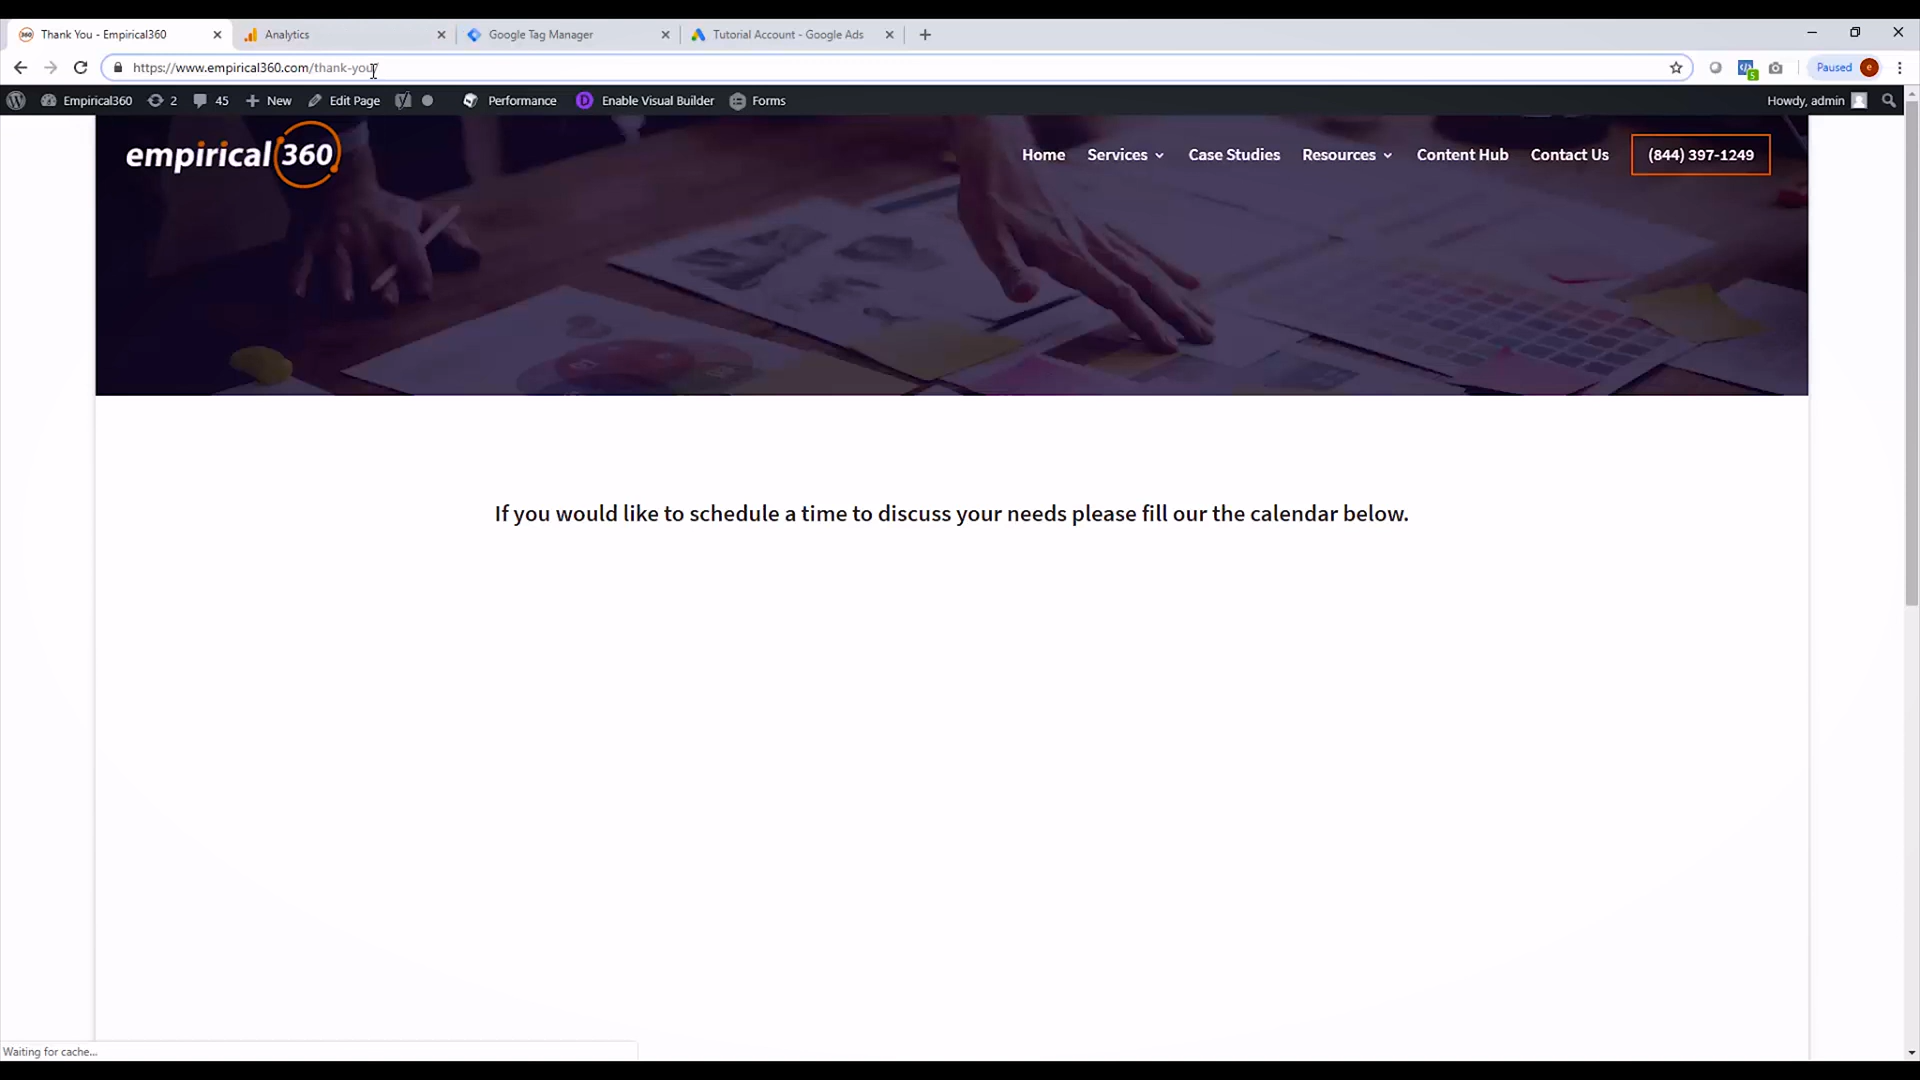 Thank You - Empirical360
Analytics
Google Tag Manager
Tutorial Account - Google Ads
https://www.empirical360.com/thank-you/
Paused
e
5
Empirical360
2
45
New
Edit Page
Performance
D
Enable Visual Builder
Forms
Howdy, admin
empirical 360
Home
Services
Case Studies
Resources
Content Hub
Contact Us
(844) 397-1249
If you would like to schedule a time to discuss your needs please fill our the calendar below.
Waiting for cache...